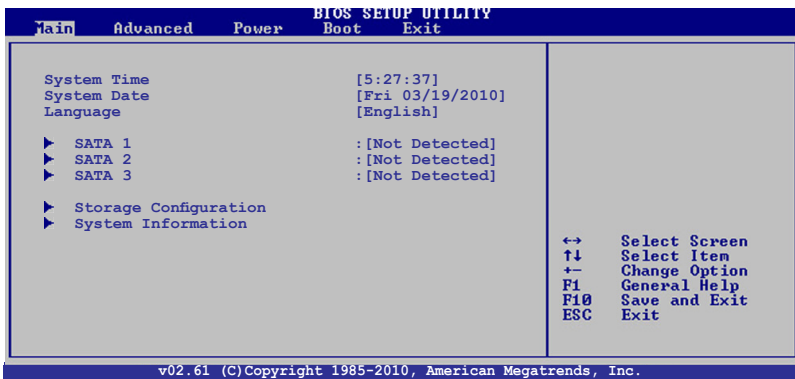 BIOS SETUP UTILITY
Main Advanced Power Boot Exit
System Time [5:27:37]
System Date [Fri 03/19/2010]
Language [English]
SATA 1 :[Not Detected]
SATA 2 :[Not Detected]
SATA 3 :[Not Detected]
Storage Configuration
System Information
←→ Select Screen
↑↓ Select Item
+- Change Option
F1 General Help
F10 Save and Exit
ESC Exit
v02.61 (C)Copyright 1985-2010, American Megatrends, Inc.